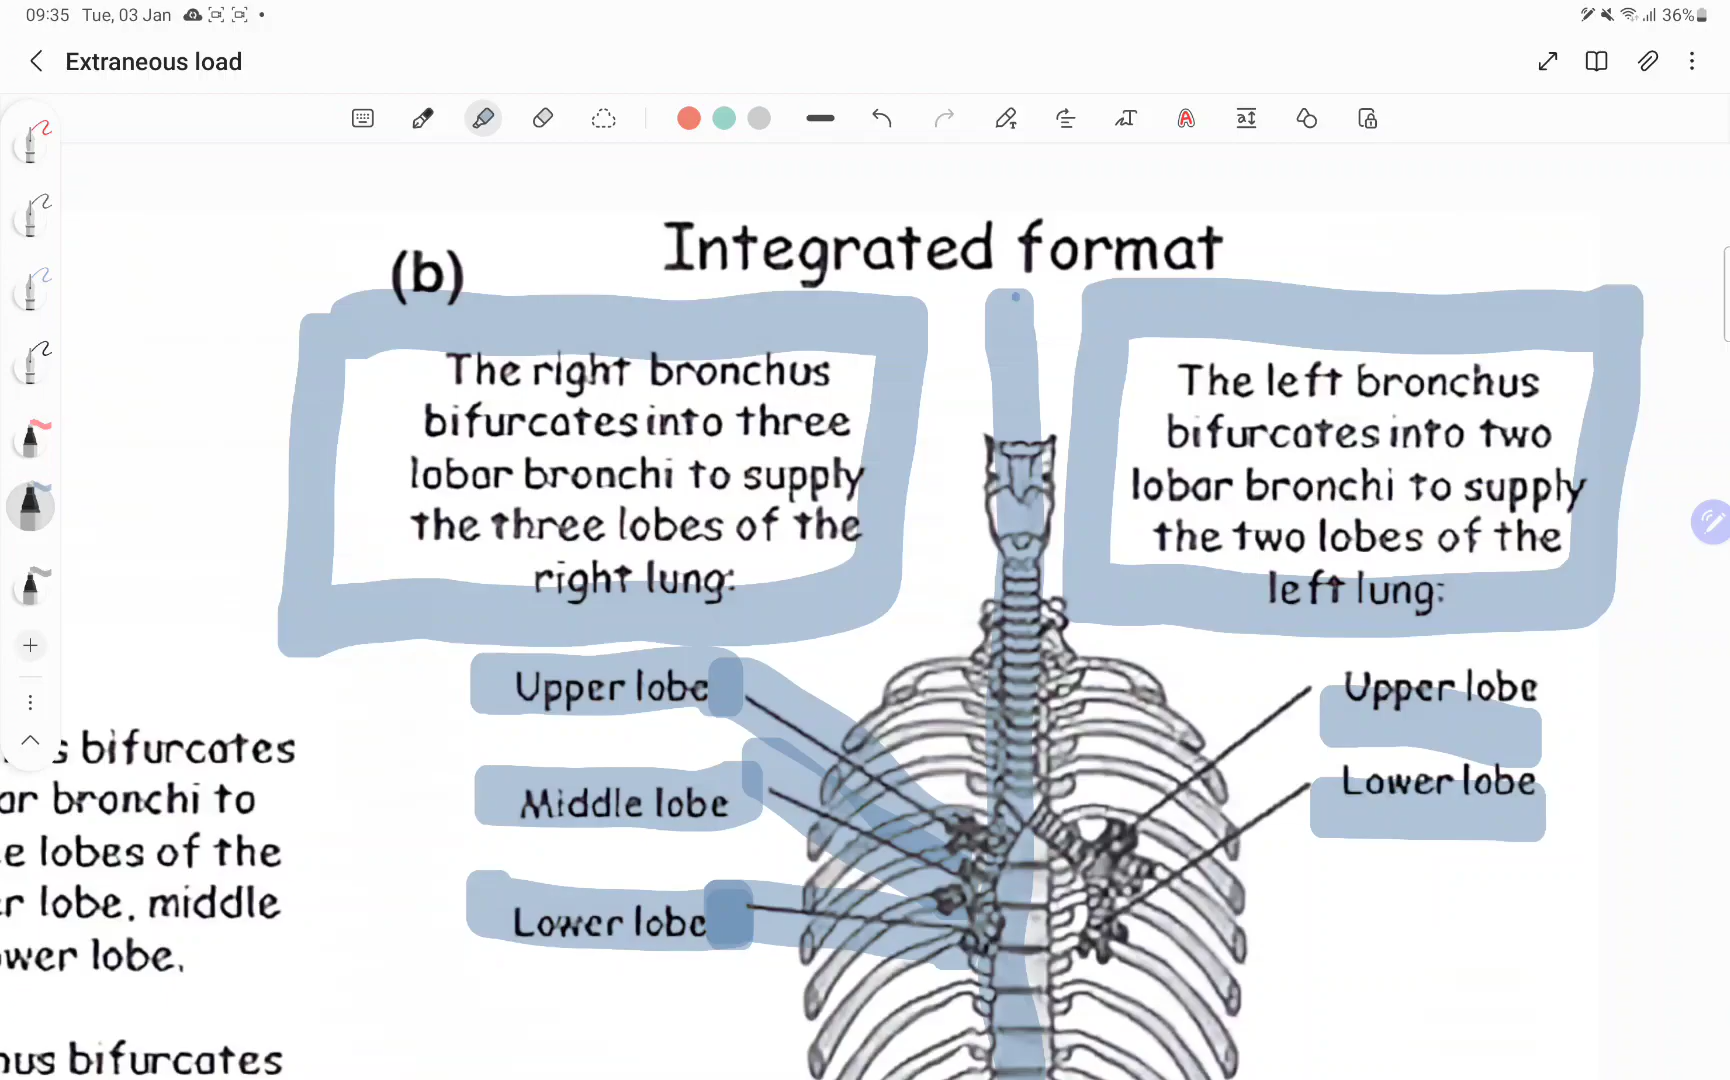 09:35 Tue, 03 Jan
36%
Extraneous load
(b)
Integrated format
The right bronchus
bifurcates into three
lobar bronchi to supply
the three lobes of the
right lung:
The left bronchus
bifurcates into two
lobar bronchi to supply
the two lobes of the
left lung:
Upper lobe
Middle lobe
Lower lobe
Upper lobe
Lower lobe
s bifurcates
ar bronchi to
e lobes of the
r lobe, middle
ower lobe.
hus bifurcates